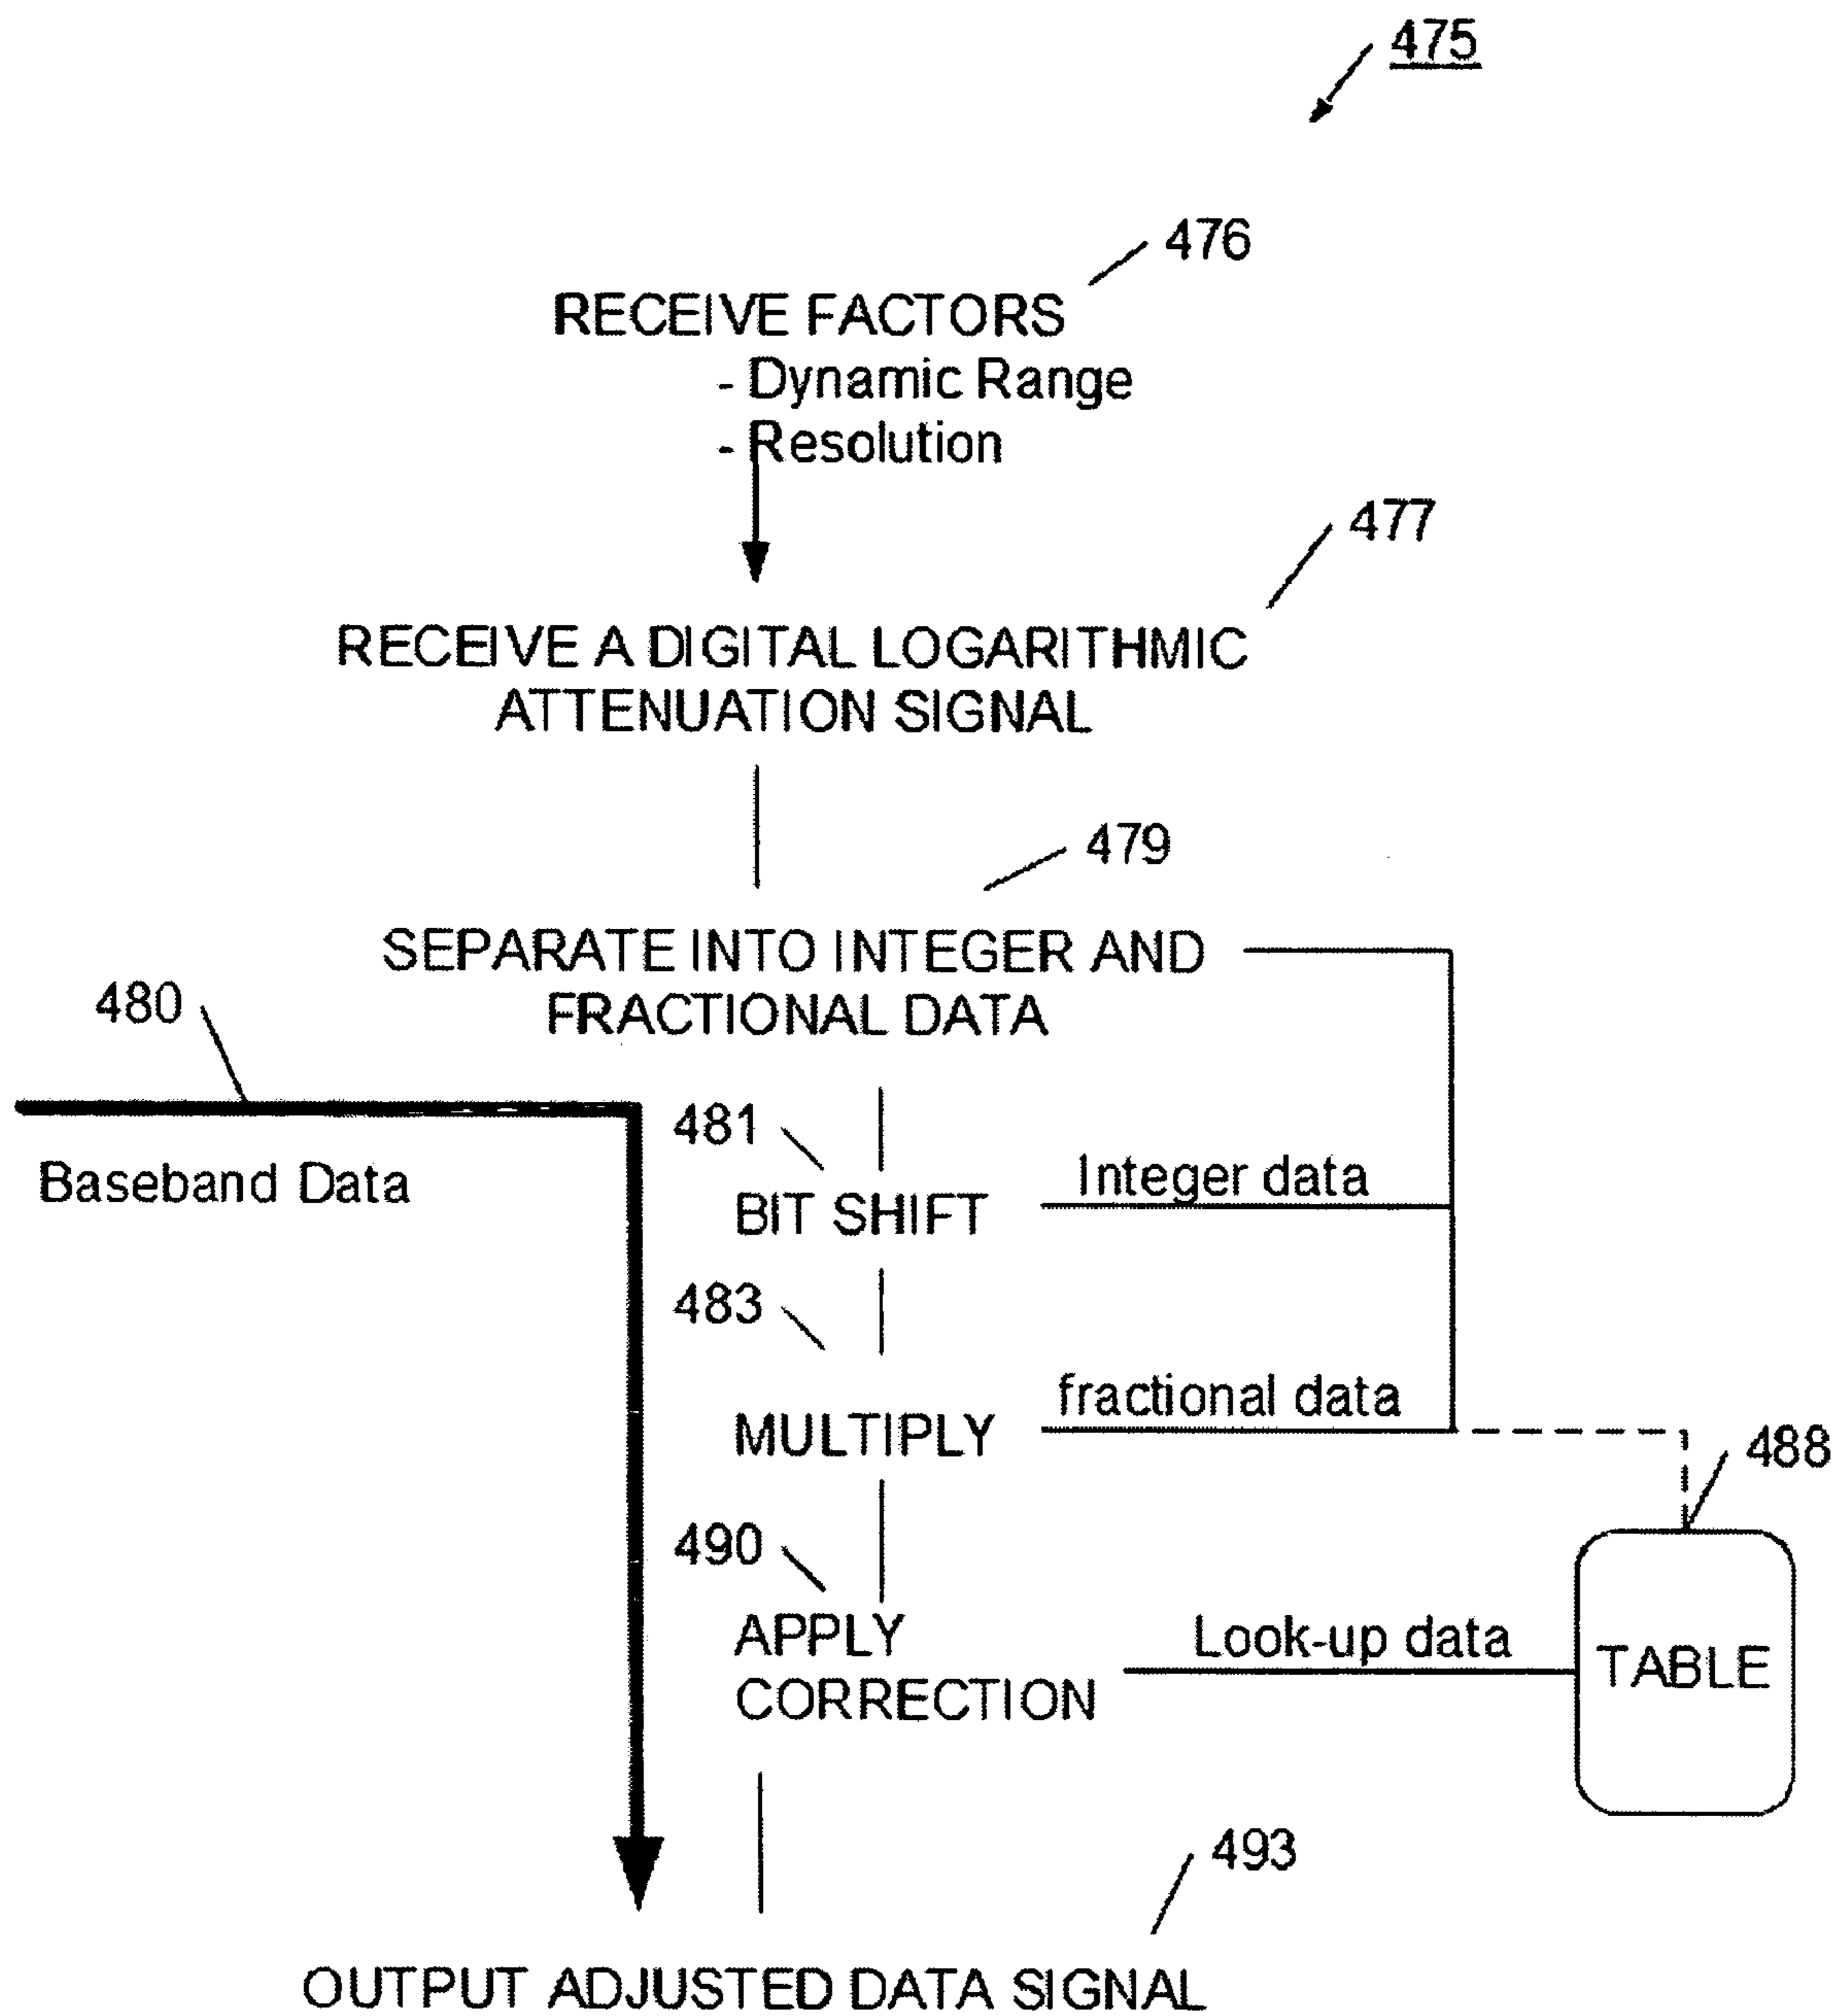 475
476
RECEIVE FACTORS
- Dynamic Range
- Resolution
477
RECEIVE A DIGITAL LOGARITHMIC
ATTENUATION SIGNAL
479
SEPARATE INTO INTEGER AND
FRACTIONAL DATA
480
Baseband Data
481
BIT SHIFT
Integer data
483
MULTIPLY
fractional data
488
490
APPLY
CORRECTION
Look-up data
TABLE
493
OUTPUT ADJUSTED DATA SIGNAL